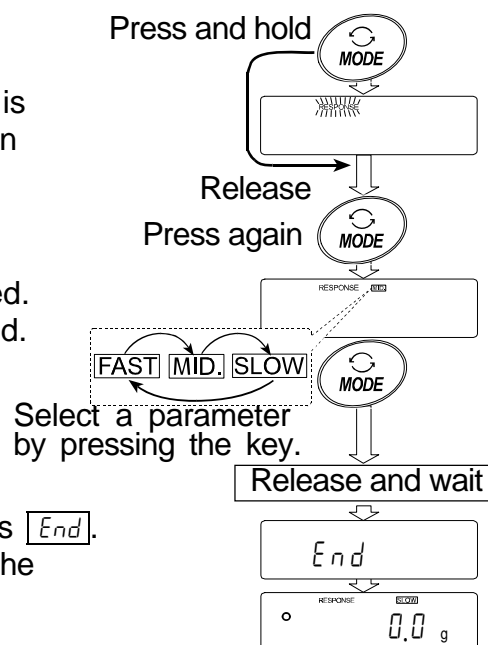 Press and hold
MODE
is
RESPONSE
n
Release
Press again
MODE
ed.
RESPONSE MID.
d.
FAST MID. SLOW
MODE
Select a parameter
by pressing the key.
Release and wait
s End.
he
End
RESPONSE SLOW
0.0 g